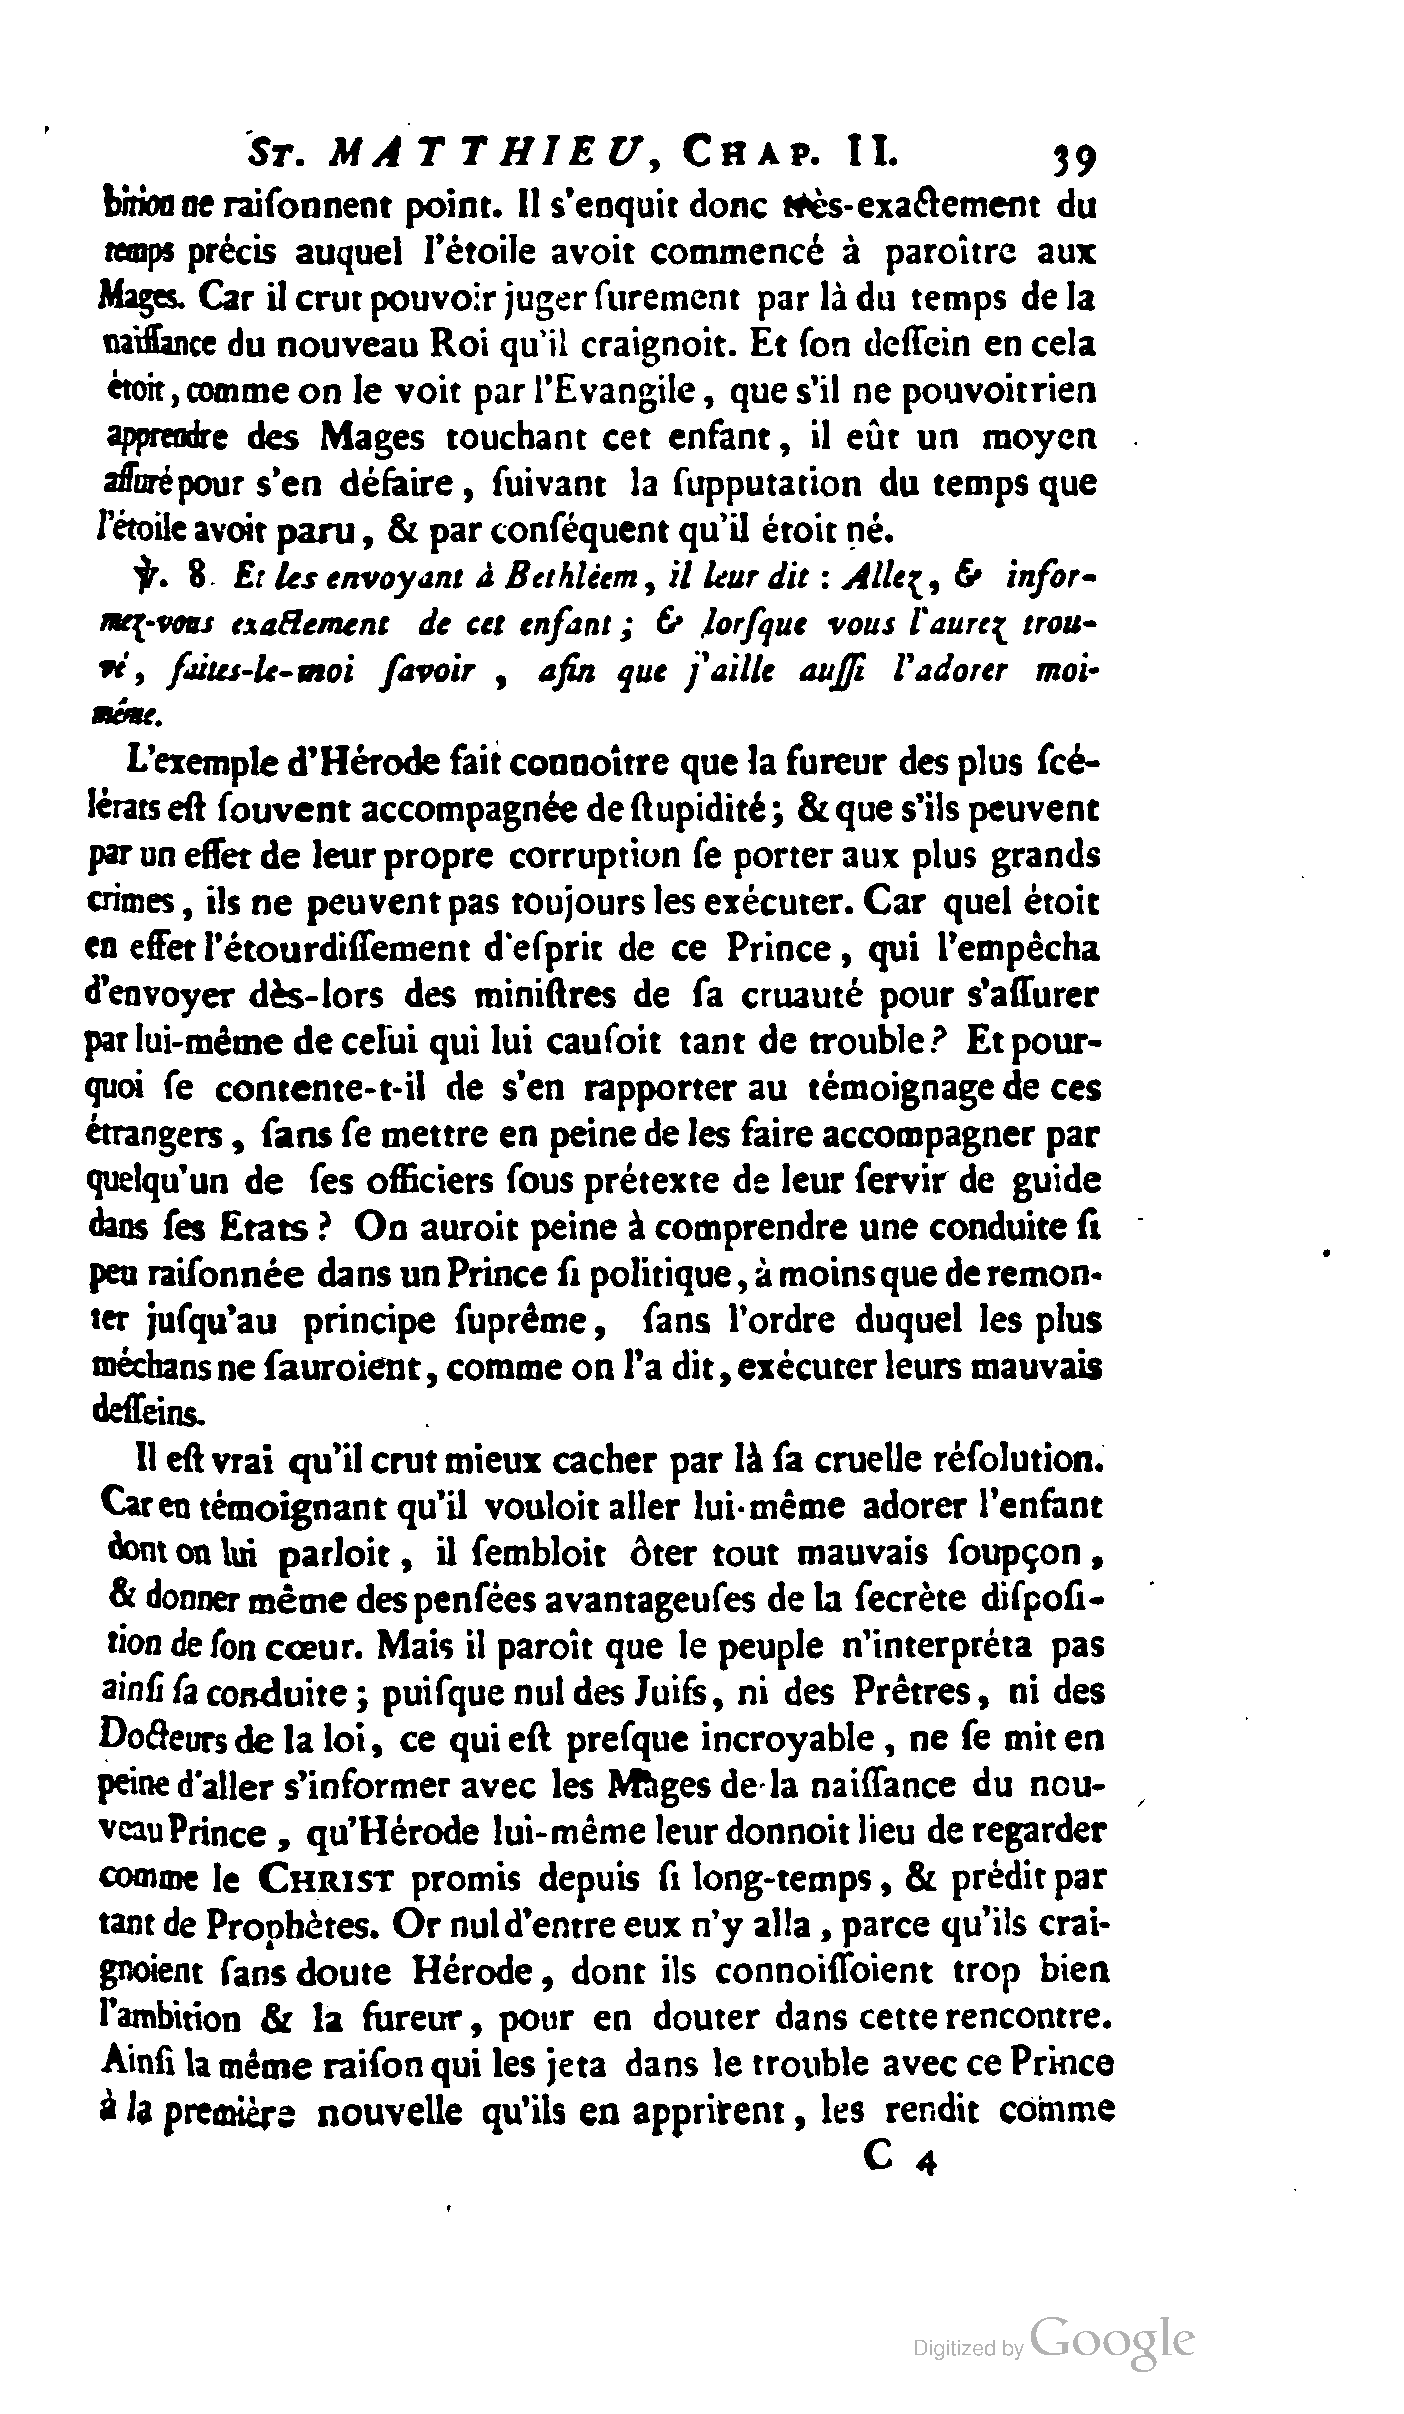 ST. MATTHIEU, CHAP. II. 39
bition ne raiſonnent point. Il s'enquit donc très-exactement du
temps précis auquel l'étoile avoit commencé à paroître aux
Mages. Car il crut pouvoir juger ſurement par là du temps de la
naiſſance du nouveau Roi qu'il craignoit. Et ſon deſſein en cela
étoit, comme on le voit par l'Evangile, que s'il ne pouvoit rien
apprendre des Mages touchant cet enfant, il eût un moyen
aſſuré pour s'en défaire, ſuivant la ſupputation du temps que
l'étoile avoit paru, & par conſéquent qu'il étoit né.
℣. 8. Et les envoyant à Bethléem, il leur dit : Allez, & infor-
mez-vous exactement de cet enfant ; & lorſque vous l'aurez trou-
vé, faites-le-moi ſavoir, afin que j'aille auſſi l'adorer moi-
même.
L'exemple d'Hérode fait connoître que la fureur des plus ſcé-
lérats eſt ſouvent accompagnée de ſtupidité; & que s'ils peuvent
par un effet de leur propre corruption ſe porter aux plus grands
crimes, ils ne peuvent pas toujours les exécuter. Car quel étoit
en effet l'étourdiſſement d'eſprit de ce Prince, qui l'empêcha
d'envoyer dès-lors des miniſtres de ſa cruauté pour s'aſſurer
par lui-même de celui qui lui cauſoit tant de trouble? Et pour-
quoi ſe contente-t-il de s'en rapporter au témoignage de ces
étrangers, ſans ſe mettre en peine de les faire accompagner par
quelqu'un de ſes officiers ſous prétexte de leur ſervir de guide
dans ſes Etats? On auroit peine à comprendre une conduite ſi
peu raiſonnée dans un Prince ſi politique, à moins que de remon-
ter juſqu'au principe ſuprême, ſans l'ordre duquel les plus
méchans ne ſauroient, comme on l'a dit, exécuter leurs mauvais
deſſeins.
Il eſt vrai qu'il crut mieux cacher par là ſa cruelle réſolution.
Car en témoignant qu'il vouloit aller lui-même adorer l'enfant
dont on lui parloit, il ſembloit ôter tout mauvais ſoupçon,
& donner même des penſées avantageuſes de la ſecrète diſpoſi-
tion de ſon cœur. Mais il paroît que le peuple n'interpréta pas
ainſi ſa conduite; puiſque nul des Juifs, ni des Prêtres, ni des
Docteurs de la loi, ce qui eſt preſque incroyable, ne ſe mit en
peine d'aller s'informer avec les Mages de la naiſſance du nou-
veau Prince, qu'Hérode lui-même leur donnoit lieu de regarder
comme le CHRIST promis depuis ſi long-temps, & prédit par
tant de Prophètes. Or nul d'entre eux n'y alla, parce qu'ils crai-
gnoient ſans doute Hérode, dont ils connoiſſoient trop bien
l'ambition & la fureur, pour en douter dans cette rencontre.
Ainſi la même raiſon qui les jeta dans le trouble avec ce Prince
à la première nouvelle qu'ils en apprirent, les rendit comme
C 4
Digitized by Google